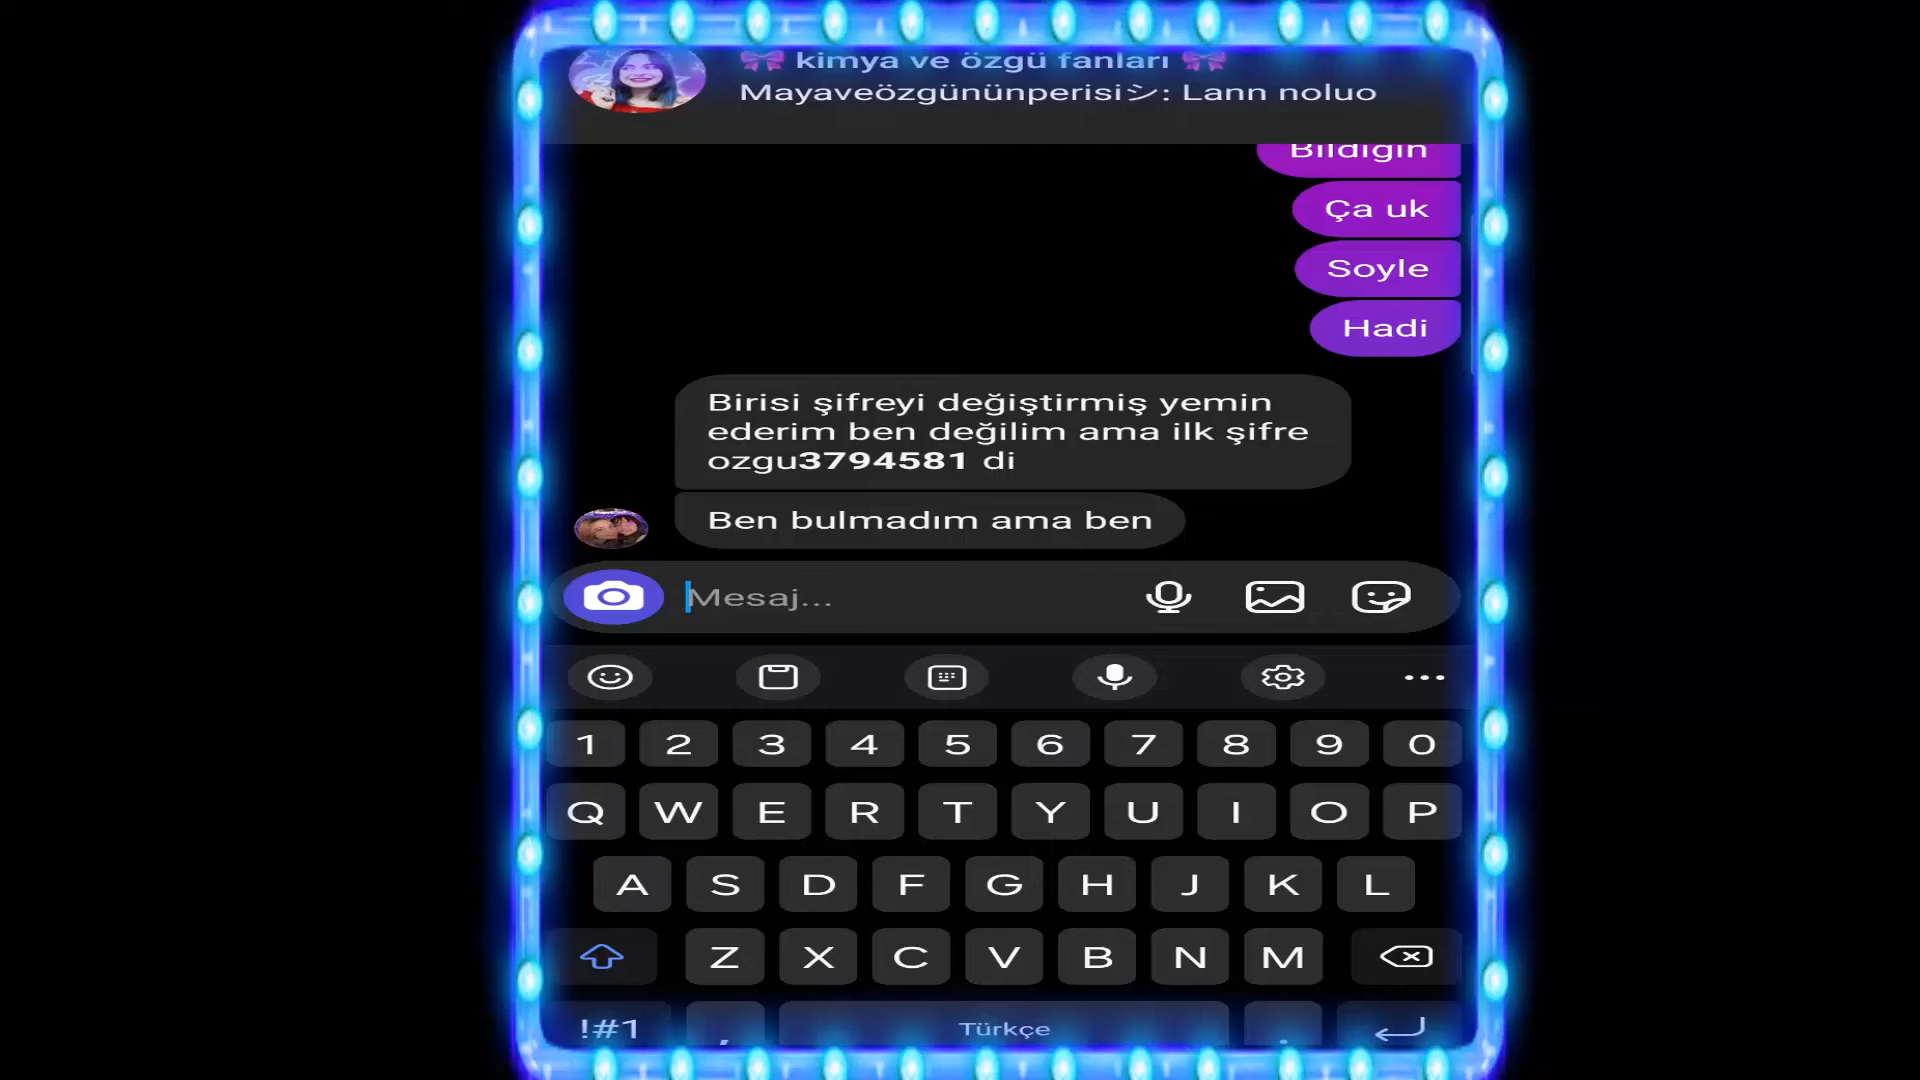 🎀 kimya ve özgü fanları 🎀
Mayaveözgününperisiシ: Lann noluo
Bildigin
Ça uk
Soyle
Hadi
Birisi şifreyi değiştirmiş yemin
ederim ben değilim ama ilk şifre
ozgu3794581 di
Ben bulmadım ama ben
Mesaj...
1 2 3 4 5 6 7 8 9 0
Q W E R T Y U I O P
A S D F G H J K L
Z X C V B N M
!#1 , Türkçe .